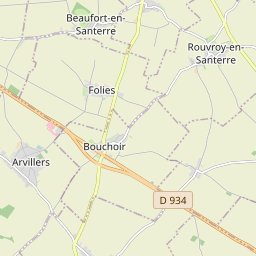 Beaufort-en-
Santerre
Rouvroy-en-
Santerre
Folies
Bouchoir
Arvillers
D 934